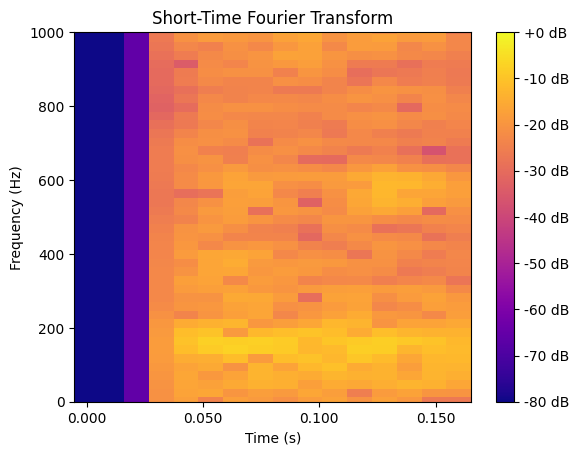 Short-Time Fourier Transform
1000
800
600
400
200
0
Frequency (Hz)
0.000
0.050
0.100
0.150
Time (s)
+0 dB
-10 dB
-20 dB
-30 dB
-40 dB
-50 dB
-60 dB
-70 dB
-80 dB